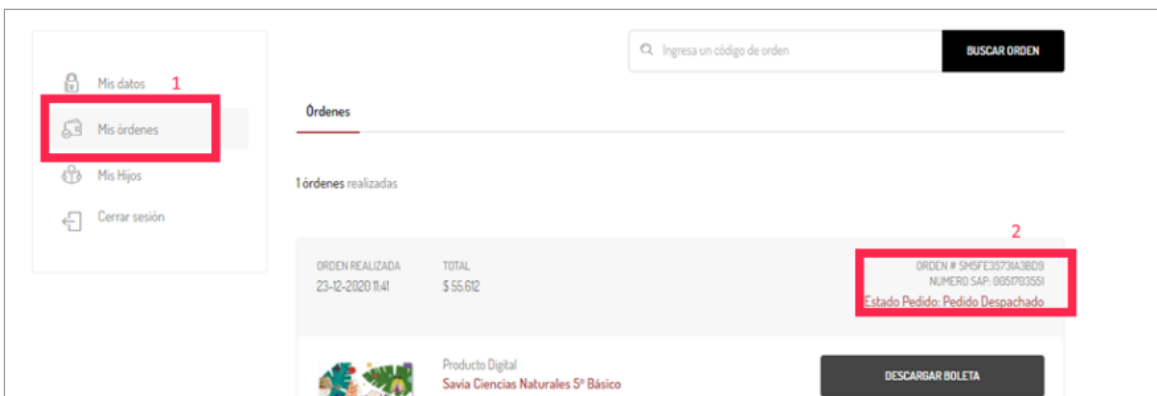 Ingresa un código de orden
BUSCAR ORDEN
Mis datos
1
Mis órdenes
Mis Hijos
Cerrar sesión
Órdenes
1 órdenes realizadas
2
ORDEN REALIZADA
23-12-2020 11:41
TOTAL
$ 55.612
ORDEN # SM5FE35731A3BD9
NUMERO SAP: 0051703551
Estado Pedido: Pedido Despachado
Producto Digital
Savia Ciencias Naturales 5º Básico
DESCARGAR BOLETA